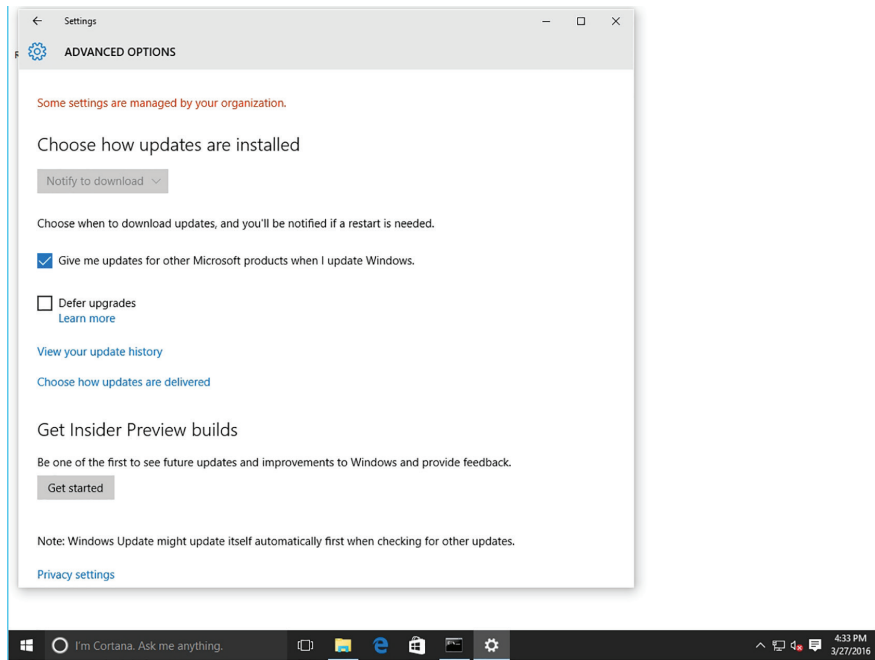 Settings
ADVANCED OPTIONS
Some settings are managed by your organization.
Choose how updates are installed
Notify to download
Choose when to download updates, and you'll be notified if a restart is needed.
Give me updates for other Microsoft products when I update Windows.
Defer upgrades
Learn more
View your update history
Choose how updates are delivered
Get Insider Preview builds
Be one of the first to see future updates and improvements to Windows and provide feedback.
Get started
Note: Windows Update might update itself automatically first when checking for other updates.
Privacy settings
I'm Cortana. Ask me anything.
4:33 PM
3/27/2016